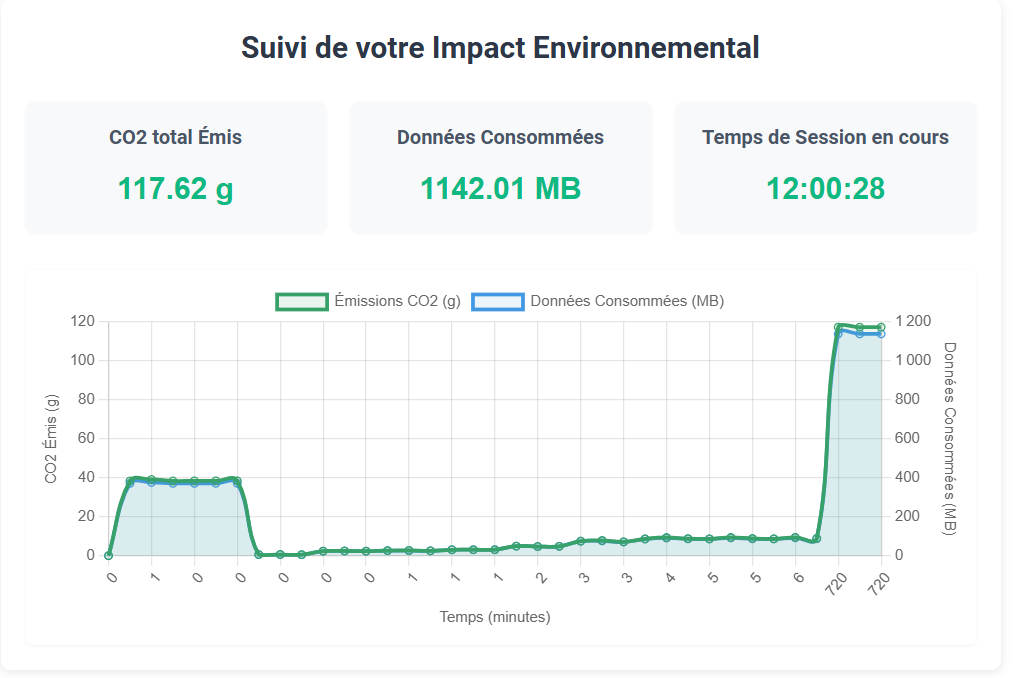 Suivi de votre Impact Environnemental
CO2 total Émis
117.62 g
Données Consommées
1142.01 MB
Temps de Session en cours
12:00:28
Émissions CO2 (g)
Données Consommées (MB)
120
100
80
60
40
20
0
CO2 Émis (g)
1 200
1 000
800
600
400
200
0
Données Consommées (MB)
0 1 0 0 0 0 0 1 1 1 2 3 3 4 5 5 6 720 720
Temps (minutes)